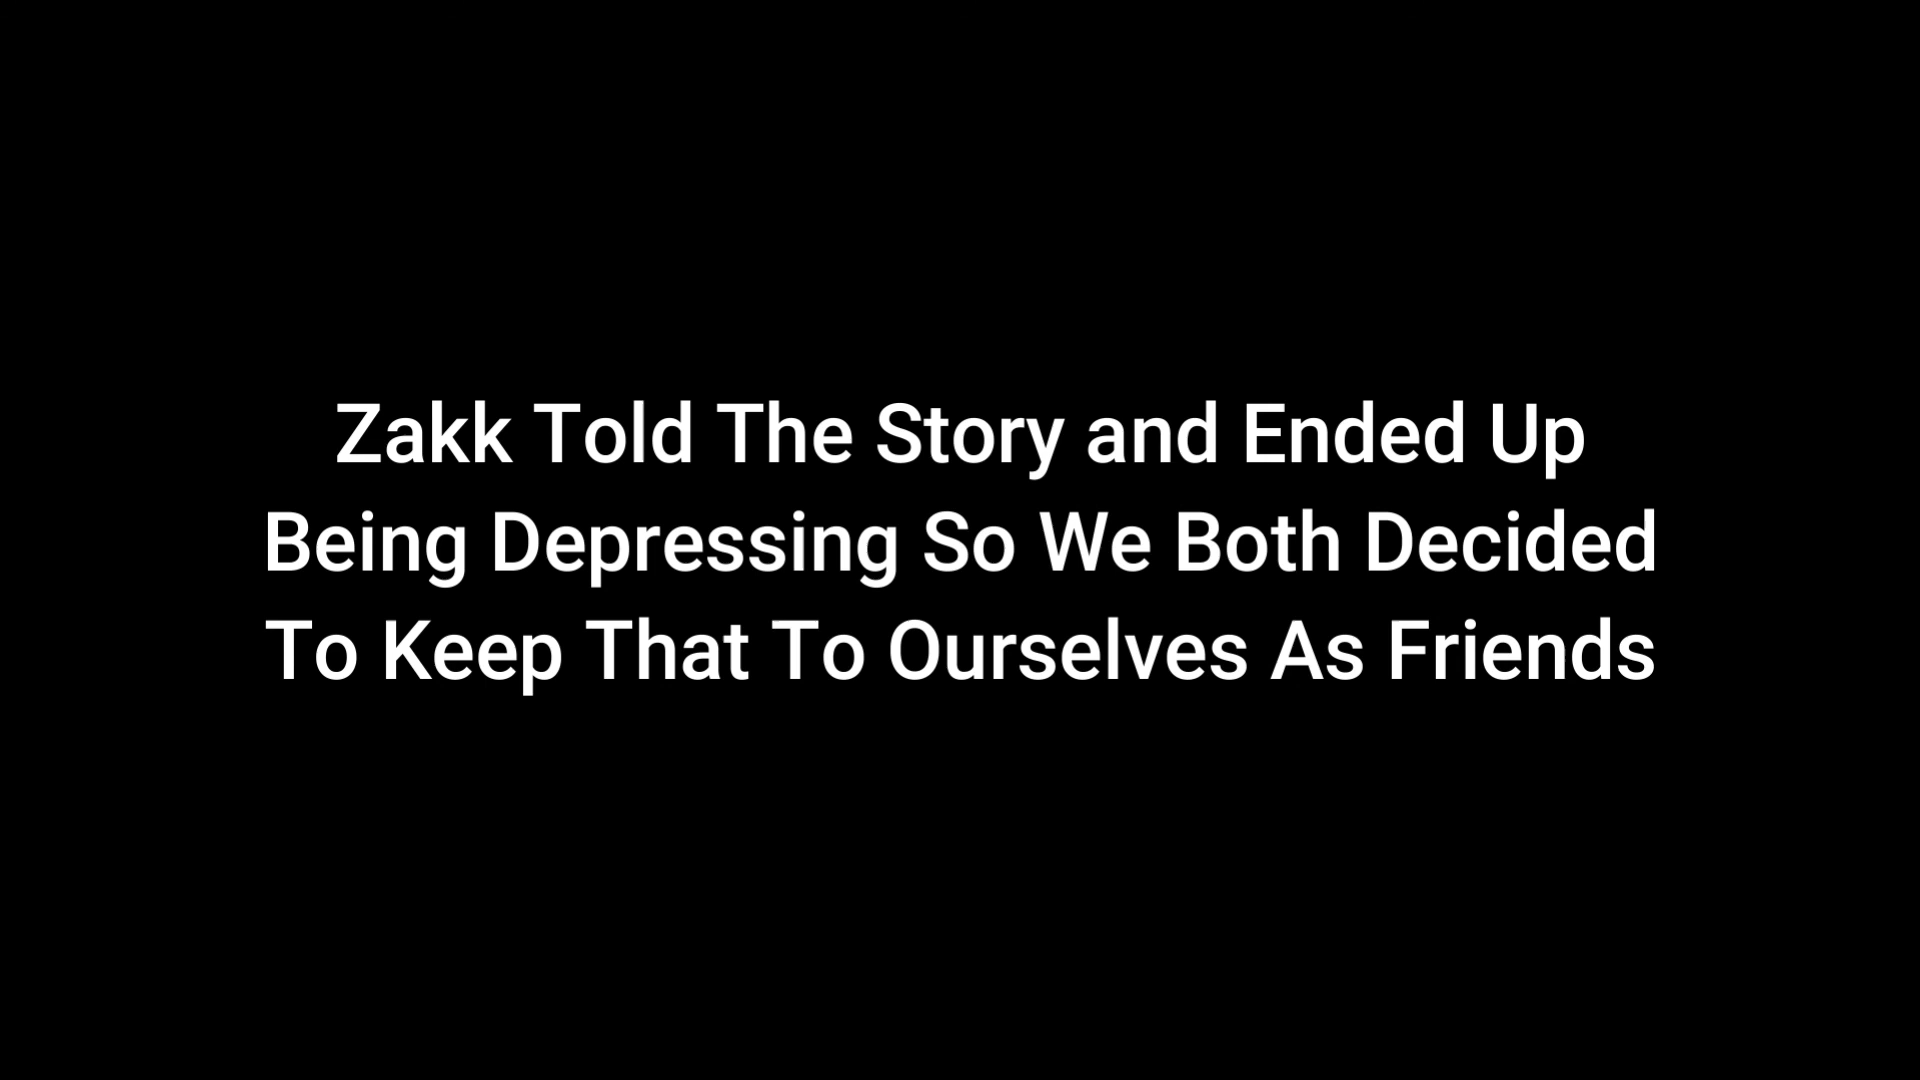 Zakk Told The Story and Ended Up
Being Depressing So We Both Decided
To Keep That To Ourselves As Friends